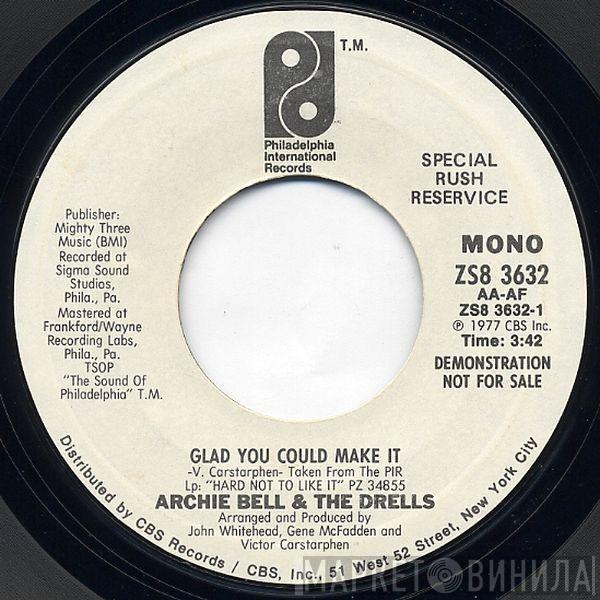 T.M.
Philadelphia
International
Records
SPECIAL
RUSH
RESERVICE
Publisher:
Mighty Three
Music (BMI)
Recorded at
Sigma Sound
Studios,
Phila., Pa.
Mastered at
Frankford/Wayne
Recording Labs,
Phila., Pa.
TSOP
"The Sound Of
Philadelphia" T.M.
MONO
ZS8 3632
AA-AF
ZS8 3632-1
℗ 1977 CBS Inc.
Time: 3:42
DEMONSTRATION
NOT FOR SALE
GLAD YOU COULD MAKE IT
-V. Carstarphen- Taken From The PIR
Lp: "HARD NOT TO LIKE IT" PZ 34855
ARCHIE BELL & THE DRELLS
Arranged and Produced by
John Whitehead, Gene McFadden and
Victor Carstarphen
Distributed by CBS Records / CBS, Inc., 51 West 52 Street, New York City
МАРКЕТ ВИНИЛА